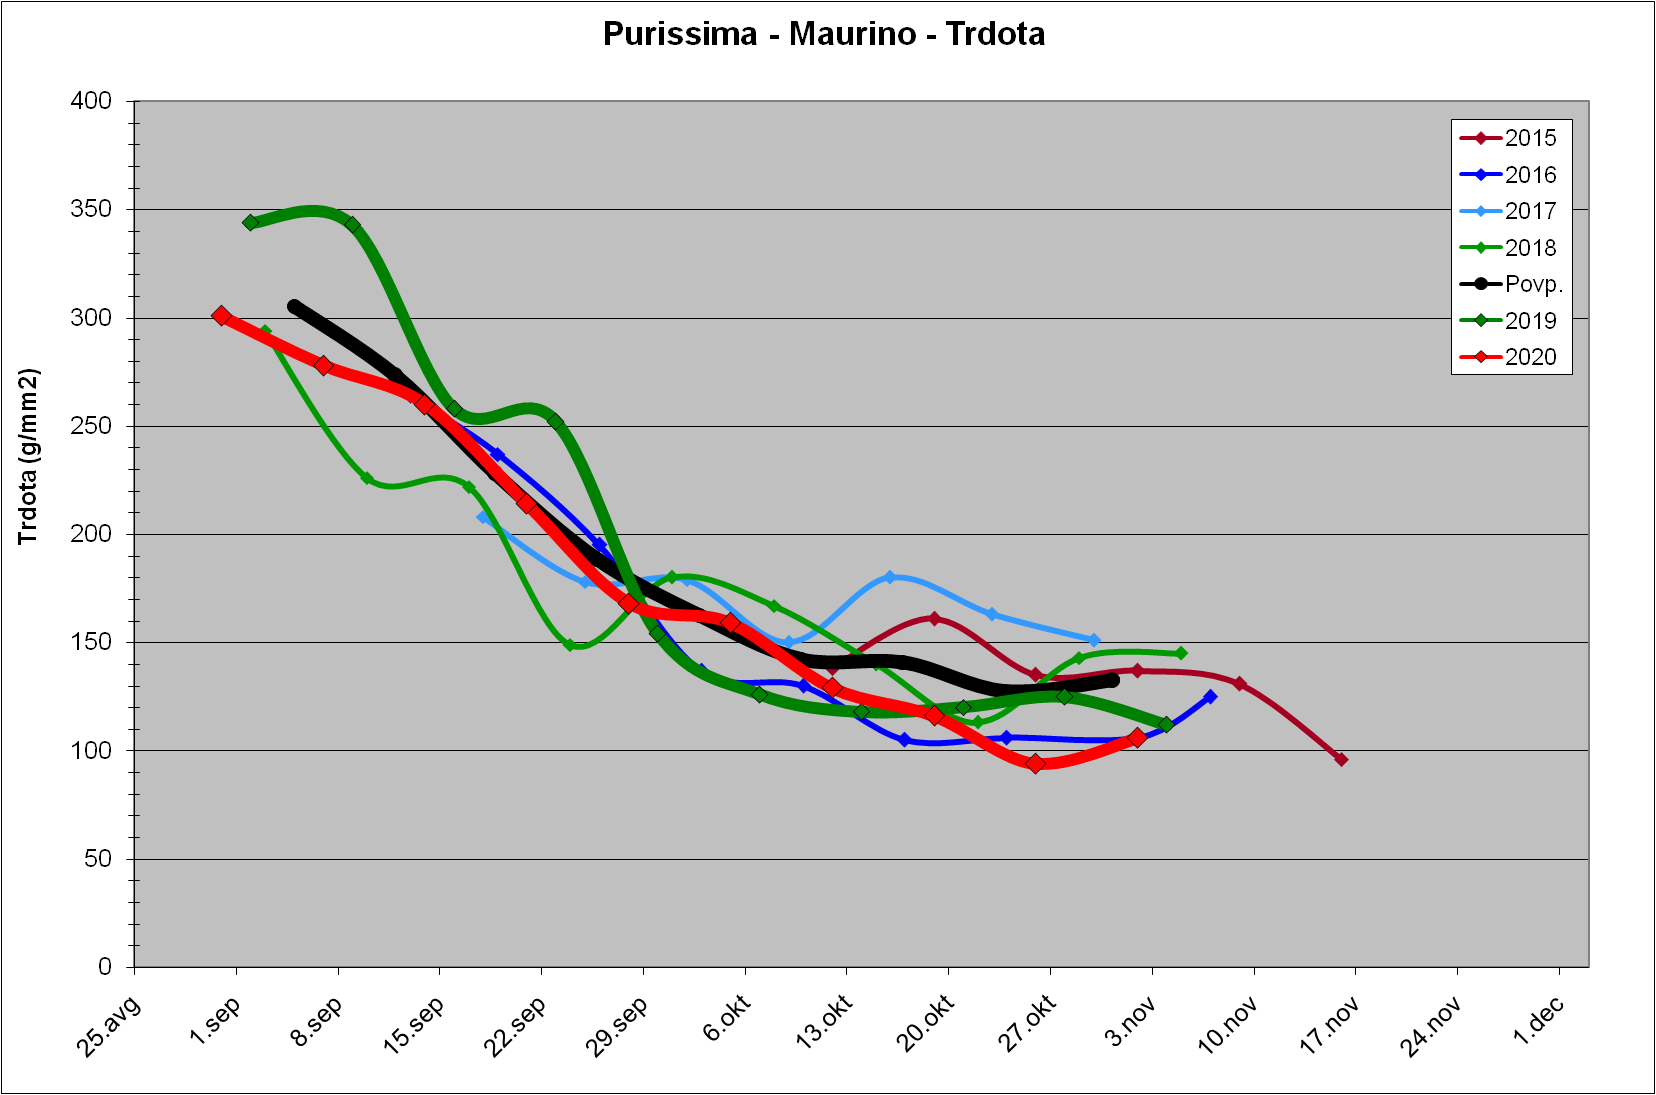 Purissima - Maurino - Trdota
Trdota (g/mm2)
400
350
300
250
200
150
100
50
0
2015
2016
2017
2018
Povp.
2019
2020
25.avg
1.sep
8.sep
15.sep
22.sep
29.sep
6.okt
13.okt
20.okt
27.okt
3.nov
10.nov
17.nov
24.nov
1.dec